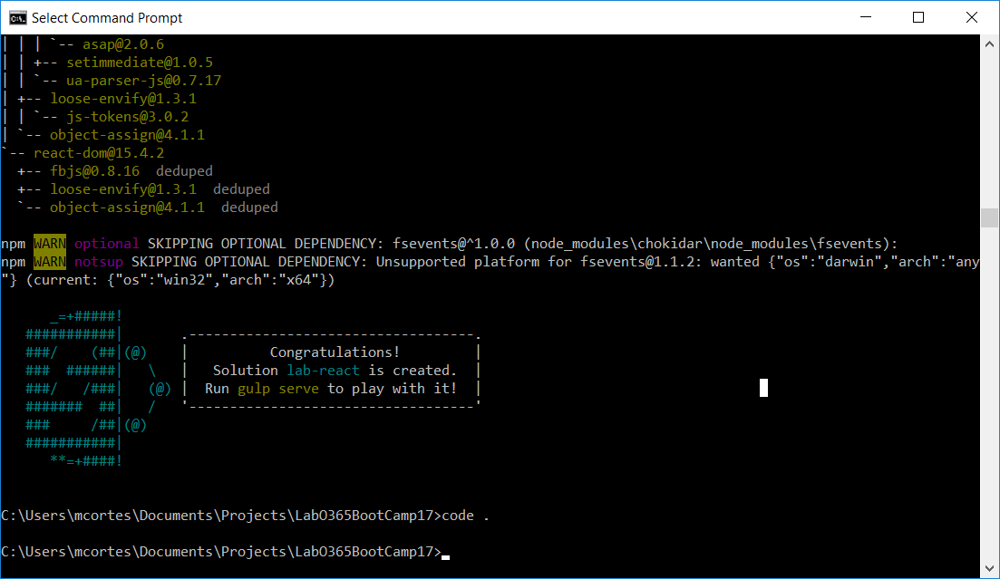 Select Command Prompt
| | | `-- asap@2.0.6
| | +-- setimmediate@1.0.5
| | `-- ua-parser-js@0.7.17
| +-- loose-envify@1.3.1
| | `-- js-tokens@3.0.2
| `-- object-assign@4.1.1
`-- react-dom@15.4.2
  +-- fbjs@0.8.16  deduped
  +-- loose-envify@1.3.1  deduped
  `-- object-assign@4.1.1  deduped
npm WARN optional SKIPPING OPTIONAL DEPENDENCY: fsevents@^1.0.0 (node_modules\chokidar\node_modules\fsevents):
npm WARN notsup SKIPPING OPTIONAL DEPENDENCY: Unsupported platform for fsevents@1.1.2: wanted {"os":"darwin","arch":"any
"} (current: {"os":"win32","arch":"x64"})
      _=+#####!
   ###########|       .-----------------------------------.
   ###/    (##|(@)    |          Congratulations!         |
   ###  ######|   \   |   Solution lab-react is created.  |
   ###/   /###|   (@) |  Run gulp serve to play with it!  |
   #######  ##|   /   '-----------------------------------'
   ###     /##|(@)
   ###########|
      **=+####!
C:\Users\mcortes\Documents\Projects\LabO365BootCamp17>code .
C:\Users\mcortes\Documents\Projects\LabO365BootCamp17>